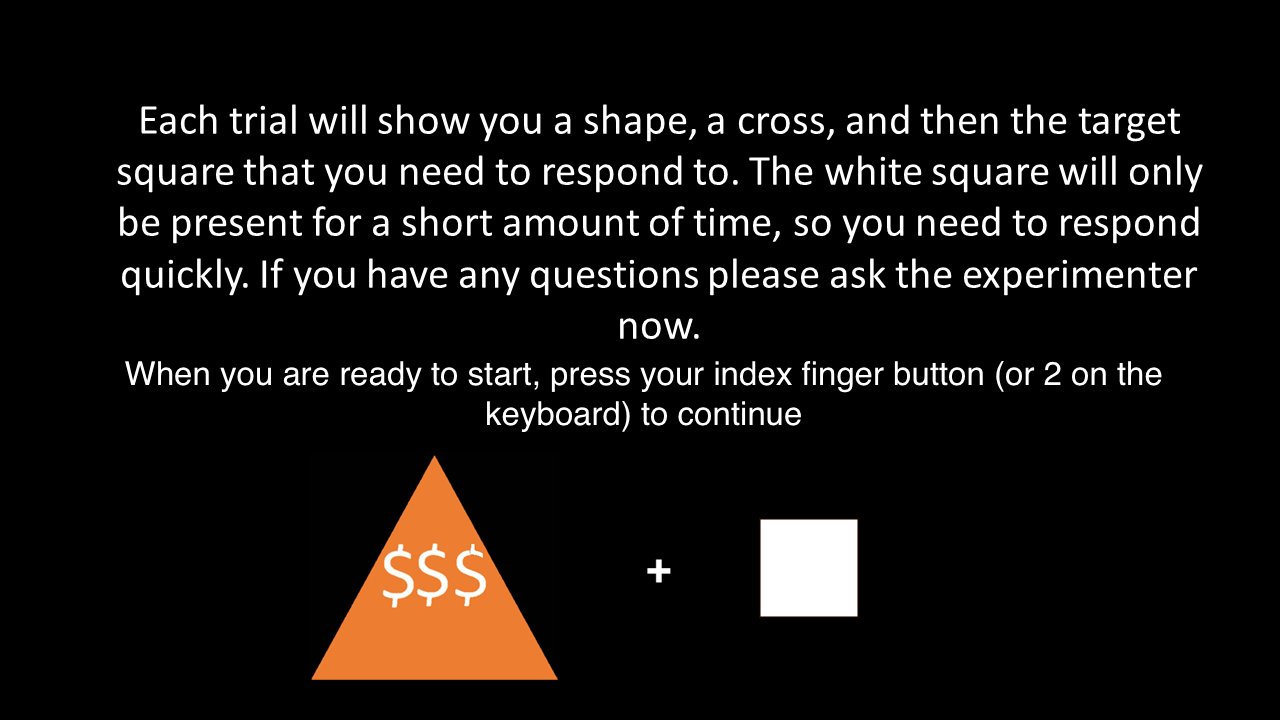 Each trial will show you a shape, a cross, and then the target
square that you need to respond to. The white square will only
be present for a short amount of time, so you need to respond
quickly. If you have any questions please ask the experimenter
now.
When you are ready to start, press your index finger button (or 2 on the
keyboard) to continue
$$$
+